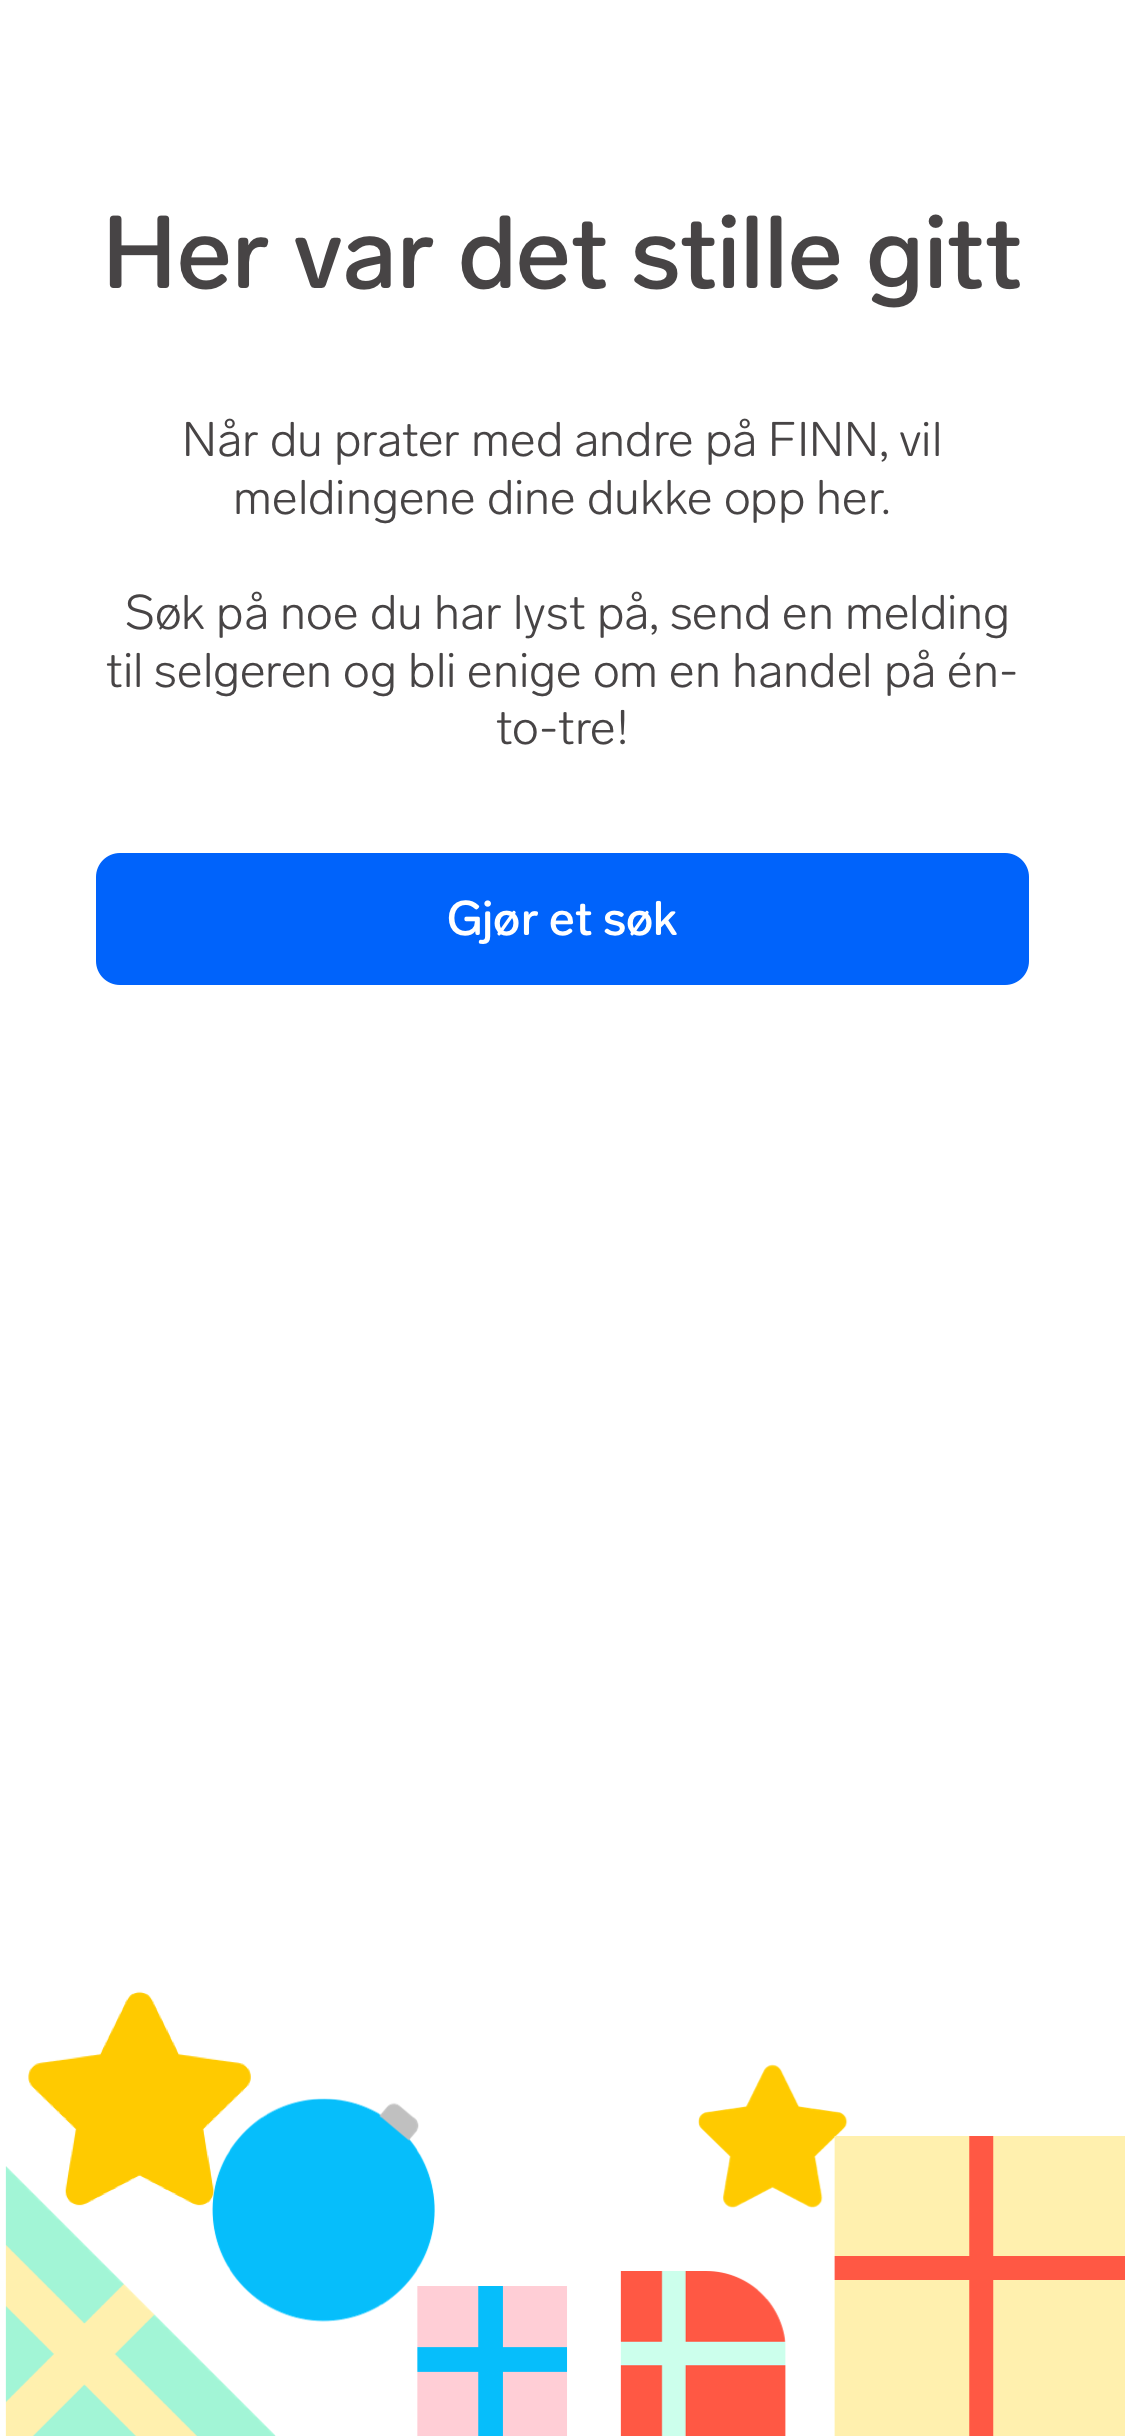 Her var det stille gitt
Når du prater med andre på FINN, vil
meldingene dine dukke opp her.
Søk på noe du har lyst på, send en melding
til selgeren og bli enige om en handel på én-
to-tre!
Gjør et søk